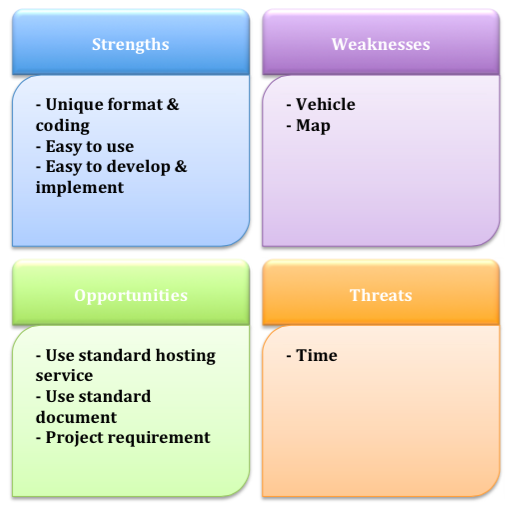 Strengths
- Unique format &
coding
- Easy to use
- Easy to develop &
implement
Weaknesses
- Vehicle
- Map
Opportunities
- Use standard hosting
service
- Use standard
document
- Project requirement
Threats
- Time